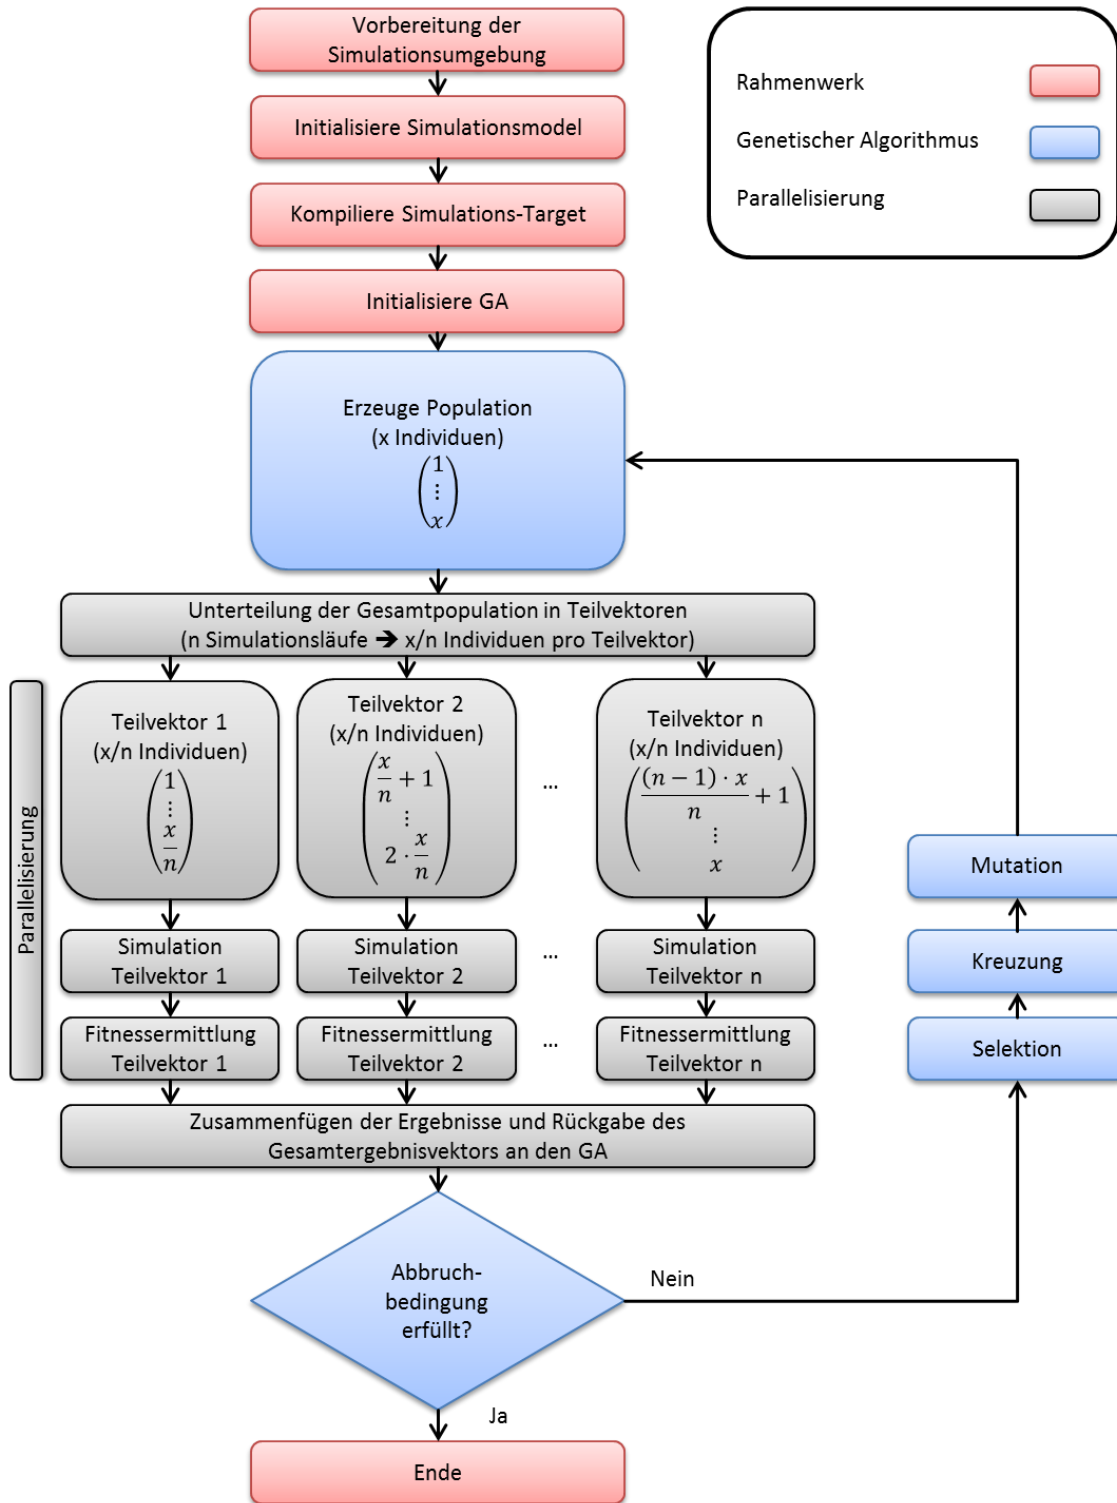 Vorbereitung der
Simulationsumgebung
Initialisiere Simulationsmodel
Kompiliere Simulations-Target
Initialisiere GA
Rahmenwerk
Genetischer Algorithmus
Parallelisierung
Erzeuge Population
(x Individuen)
1
⋮
x
Unterteilung der Gesamtpopulation in Teilvektoren
(n Simulationsläufe ➔ x/n Individuen pro Teilvektor)
Parallelisierung
Teilvektor 1
(x/n Individuen)
1
⋮
x/n
Teilvektor 2
(x/n Individuen)
x/n + 1
⋮
2 · x/n
...
Teilvektor n
(x/n Individuen)
(n − 1) · x/n + 1
⋮
x
Simulation
Teilvektor 1
Simulation
Teilvektor 2
...
Simulation
Teilvektor n
Fitnessermittlung
Teilvektor 1
Fitnessermittlung
Teilvektor 2
...
Fitnessermittlung
Teilvektor n
Zusammenfügen der Ergebnisse und Rückgabe des
Gesamtergebnisvektors an den GA
Abbruch-
bedingung
erfüllt?
Nein
Selektion
Kreuzung
Mutation
Ja
Ende